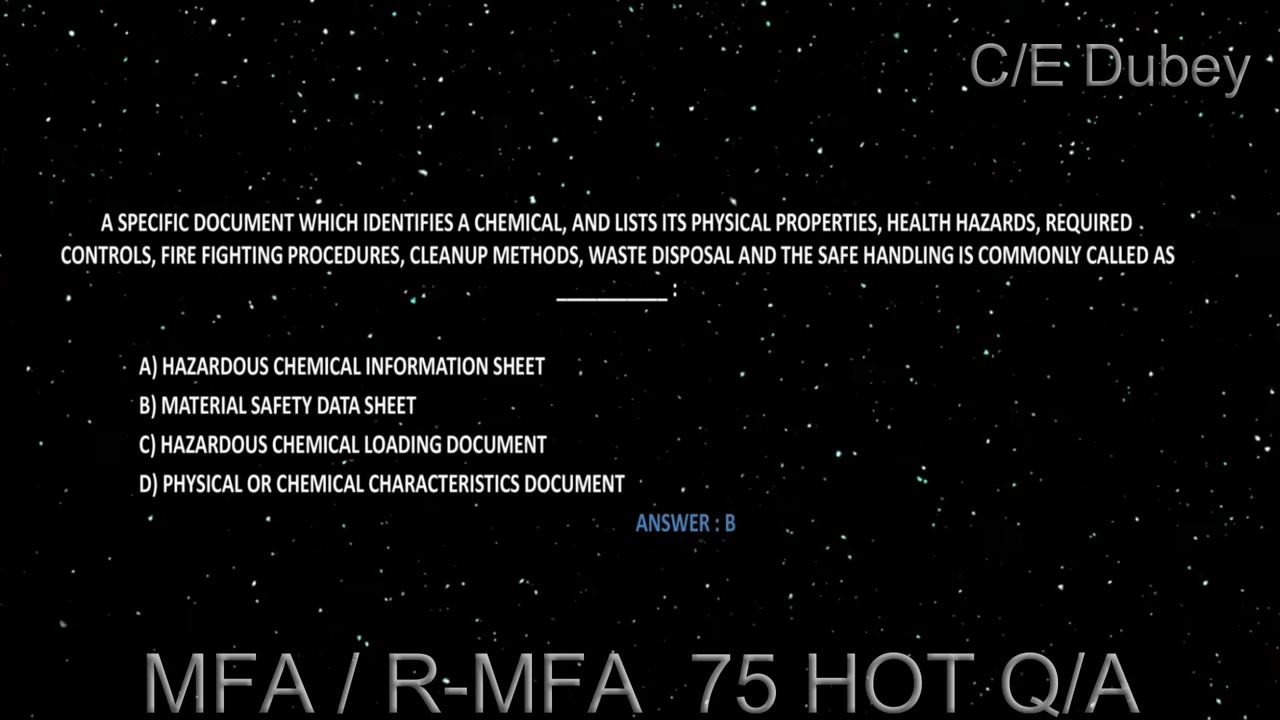 C/E Dubey
A SPECIFIC DOCUMENT WHICH IDENTIFIES A CHEMICAL, AND LISTS ITS PHYSICAL PROPERTIES, HEALTH HAZARDS, REQUIRED
CONTROLS, FIRE FIGHTING PROCEDURES, CLEANUP METHODS, WASTE DISPOSAL AND THE SAFE HANDLING IS COMMONLY CALLED AS
__________ :
A) HAZARDOUS CHEMICAL INFORMATION SHEET
B) MATERIAL SAFETY DATA SHEET
C) HAZARDOUS CHEMICAL LOADING DOCUMENT
D) PHYSICAL OR CHEMICAL CHARACTERISTICS DOCUMENT
ANSWER : B
MFA / R-MFA 75 HOT Q/A